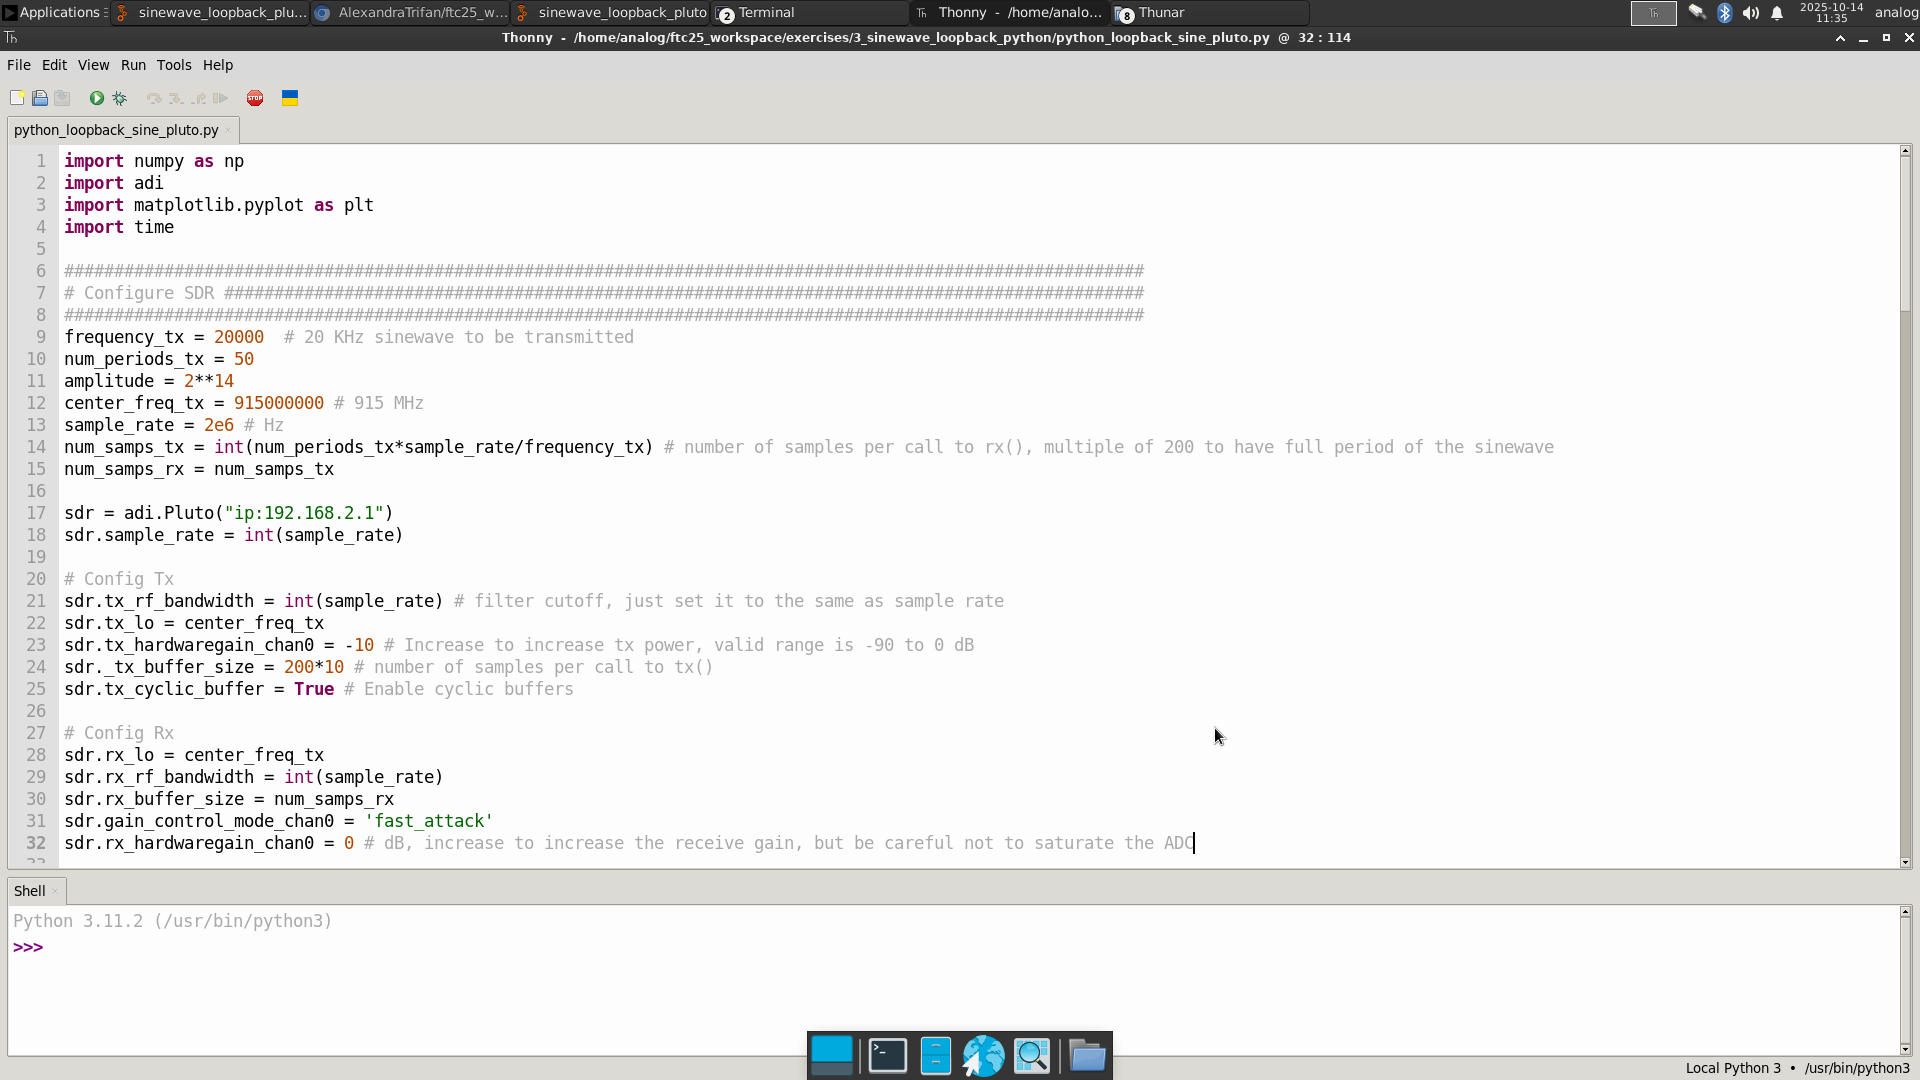 Applications
sinewave_loopback_plu...
AlexandraTrifan/ftc25_w...
sinewave_loopback_pluto
2 Terminal
Th Thonny - /home/analo...
8 Thunar
Th
2025-10-14
11:35
analog
Th Thonny - /home/analog/ftc25_workspace/exercises/3_sinewave_loopback_python/python_loopback_sine_pluto.py @ 32 : 114
File Edit View Run Tools Help
STOP
python_loopback_sine_pluto.py
1 import numpy as np
2 import adi
3 import matplotlib.pyplot as plt
4 import time
5
6 ############################################################################################################
7 # Configure SDR ############################################################################################
8 ############################################################################################################
9 frequency_tx = 20000  # 20 KHz sinewave to be transmitted
10 num_periods_tx = 50
11 amplitude = 2**14
12 center_freq_tx = 915000000 # 915 MHz
13 sample_rate = 2e6 # Hz
14 num_samps_tx = int(num_periods_tx*sample_rate/frequency_tx) # number of samples per call to rx(), multiple of 200 to have full period of the sinewave
15 num_samps_rx = num_samps_tx
16
17 sdr = adi.Pluto("ip:192.168.2.1")
18 sdr.sample_rate = int(sample_rate)
19
20 # Config Tx
21 sdr.tx_rf_bandwidth = int(sample_rate) # filter cutoff, just set it to the same as sample rate
22 sdr.tx_lo = center_freq_tx
23 sdr.tx_hardwaregain_chan0 = -10 # Increase to increase tx power, valid range is -90 to 0 dB
24 sdr._tx_buffer_size = 200*10 # number of samples per call to tx()
25 sdr.tx_cyclic_buffer = True # Enable cyclic buffers
26
27 # Config Rx
28 sdr.rx_lo = center_freq_tx
29 sdr.rx_rf_bandwidth = int(sample_rate)
30 sdr.rx_buffer_size = num_samps_rx
31 sdr.gain_control_mode_chan0 = 'fast_attack'
32 sdr.rx_hardwaregain_chan0 = 0 # dB, increase to increase the receive gain, but be careful not to saturate the ADC
33
Shell
Python 3.11.2 (/usr/bin/python3)
>>>
Local Python 3 • /usr/bin/python3